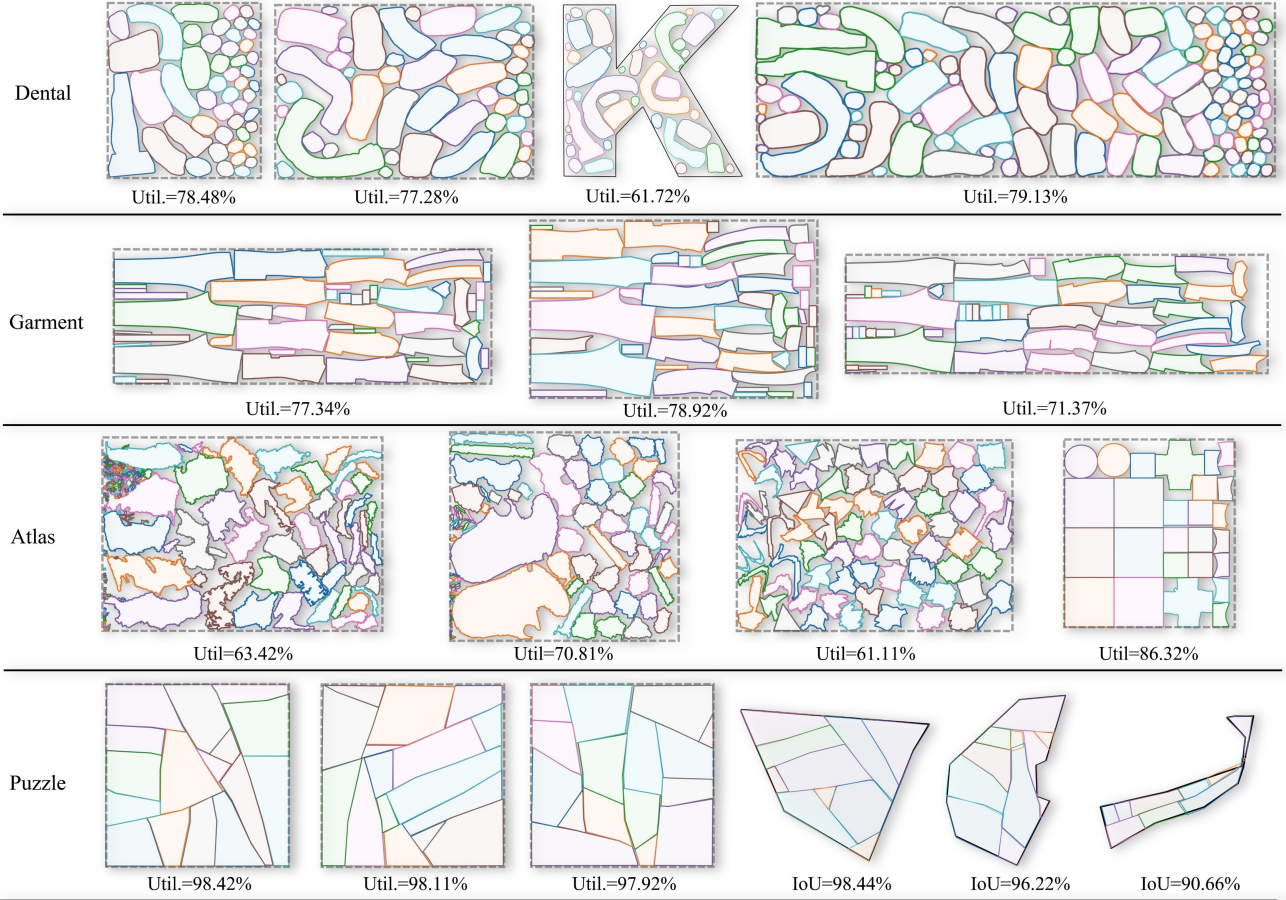 Dental
Util.=78.48%
Util.=77.28%
Util.=61.72%
Util.=79.13%
Garment
Util.=77.34%
Util.=78.92%
Util.=71.37%
Atlas
Util=63.42%
Util=70.81%
Util=61.11%
Util=86.32%
Puzzle
Util.=98.42%
Util.=98.11%
Util.=97.92%
IoU=98.44%
IoU=96.22%
IoU=90.66%